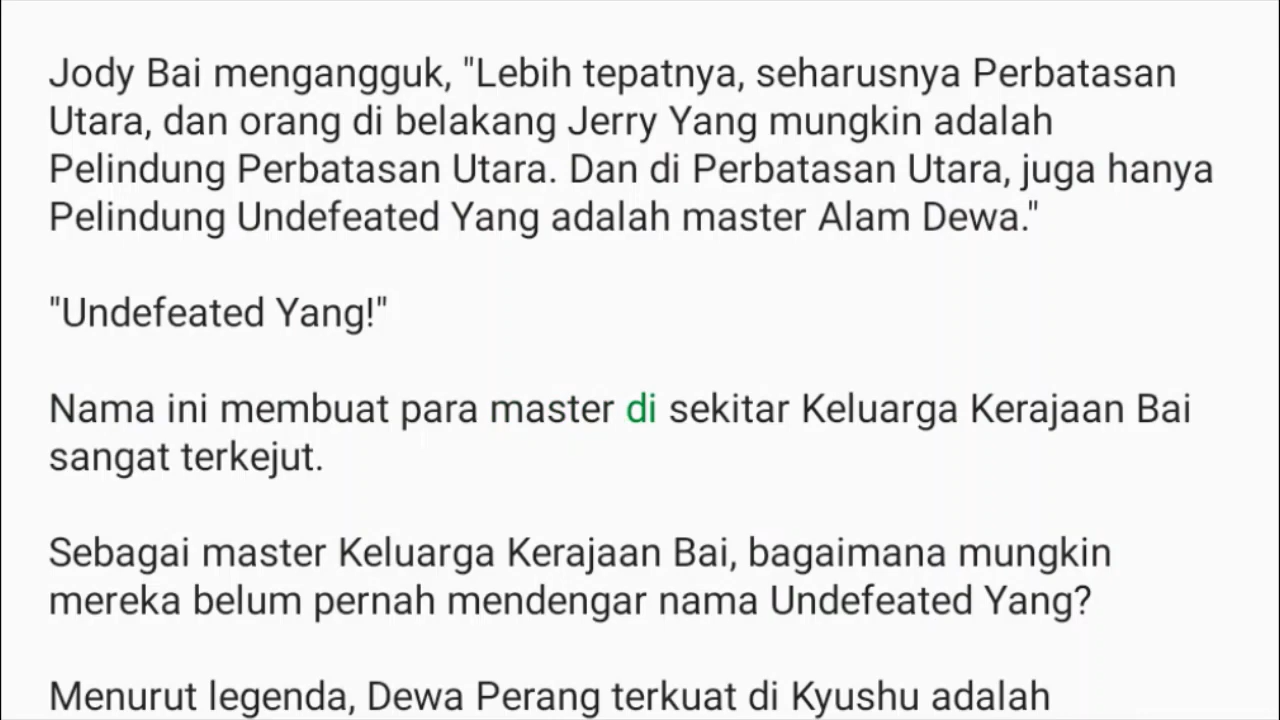 Jody Bai mengangguk, "Lebih tepatnya, seharusnya Perbatasan
Utara, dan orang di belakang Jerry Yang mungkin adalah
Pelindung Perbatasan Utara. Dan di Perbatasan Utara, juga hanya
Pelindung Undefeated Yang adalah master Alam Dewa."
"Undefeated Yang!"
Nama ini membuat para master di sekitar Keluarga Kerajaan Bai
sangat terkejut.
Sebagai master Keluarga Kerajaan Bai, bagaimana mungkin
mereka belum pernah mendengar nama Undefeated Yang?
Menurut legenda, Dewa Perang terkuat di Kyushu adalah